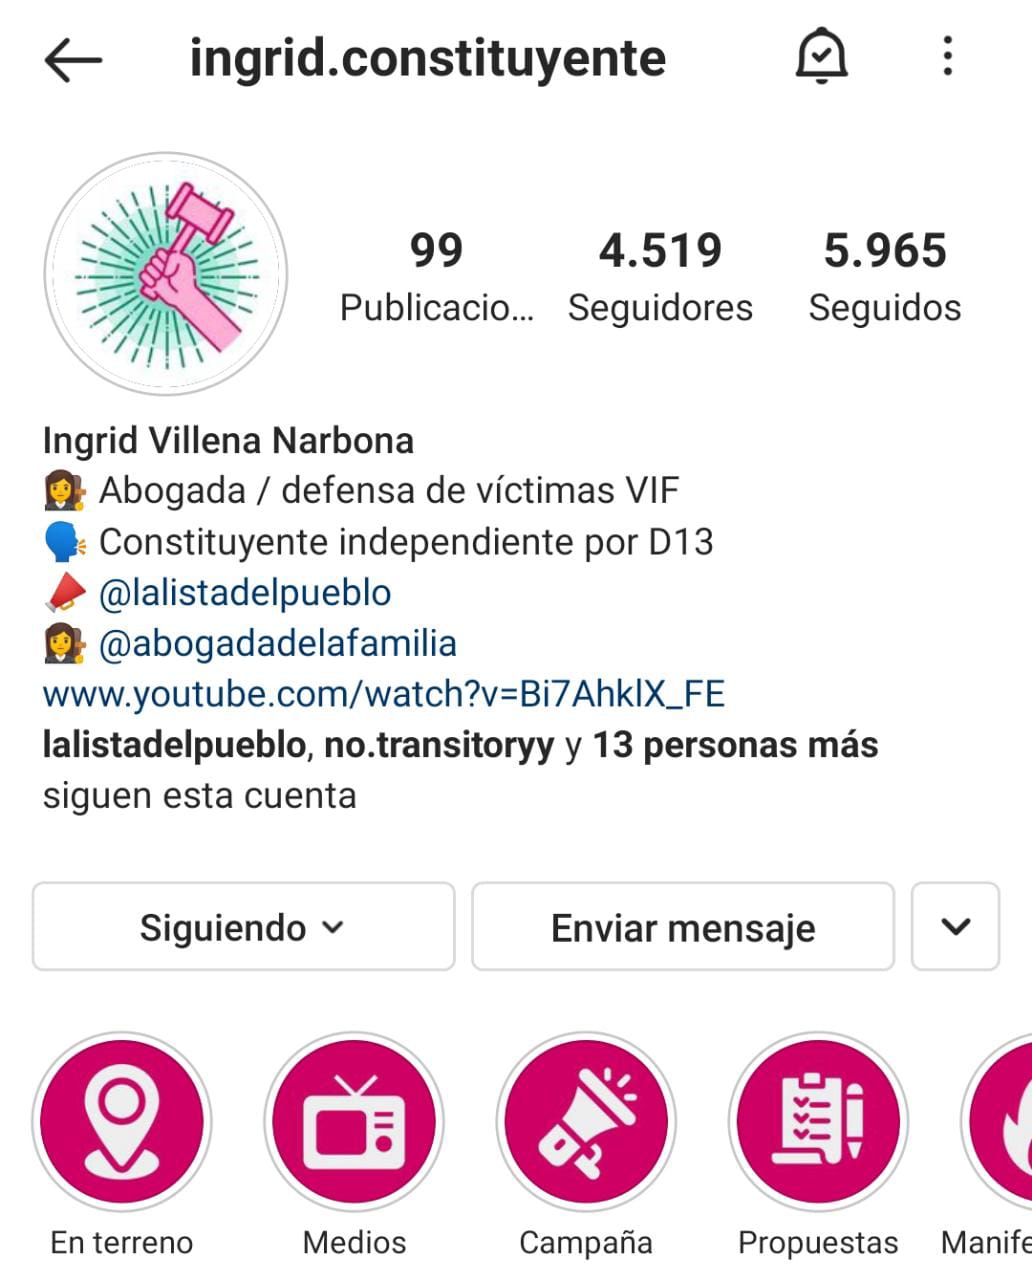 ingrid.constituyente
99 4.519 5.965
Publicacio... Seguidores Seguidos
Ingrid Villena Narbona
Abogada / defensa de víctimas VIF
Constituyente independiente por D13
@lalistadelpueblo
@abogadadelafamilia
www.youtube.com/watch?v=Bi7AhklX_FE
lalistadelpueblo, no.transitoryy y 13 personas más
siguen esta cuenta
Siguiendo Enviar mensaje
En terreno Medios Campaña Propuestas Manife